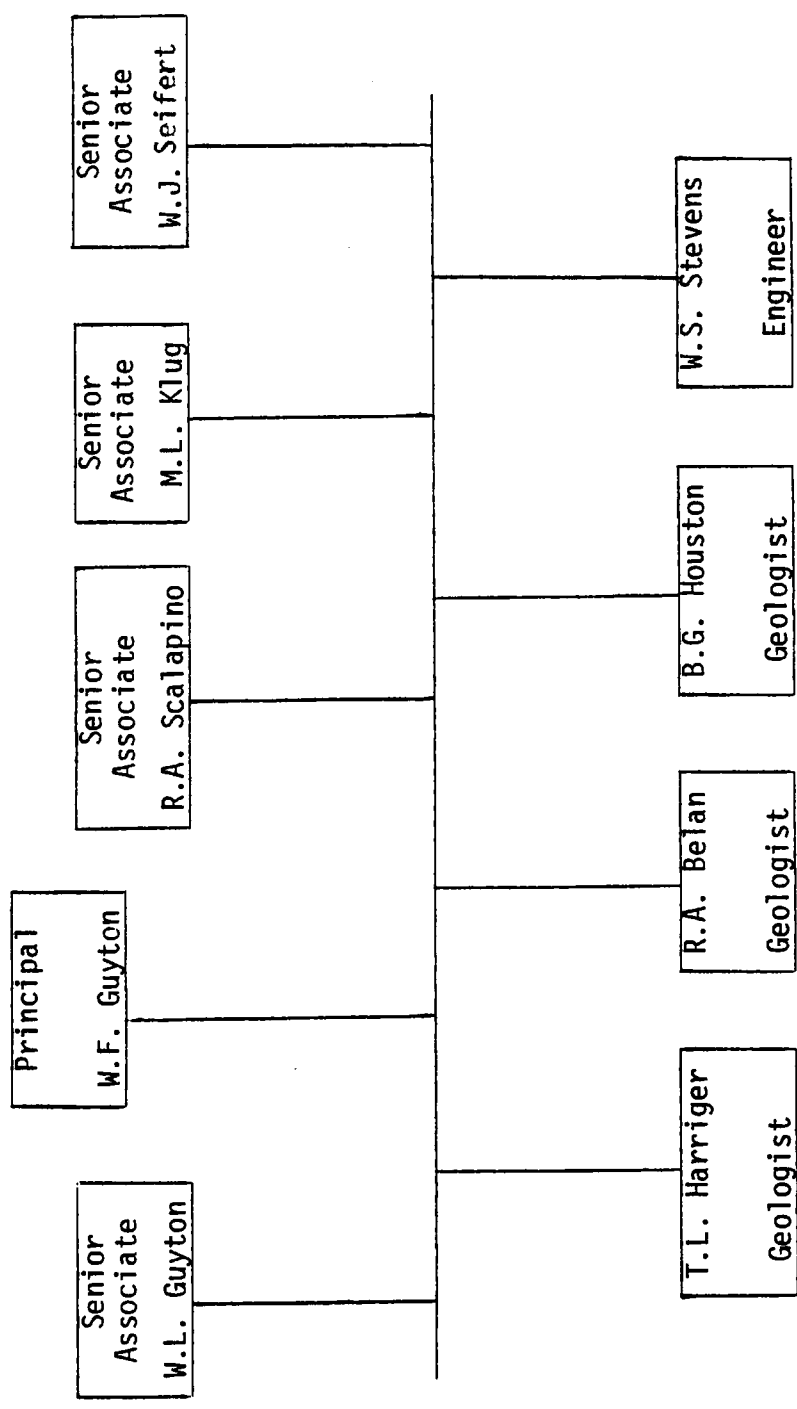 Principal
W.F. Guyton
Senior
Associate
W.L. Guyton
Senior
Associate
R.A. Scalapino
Senior
Associate
M.L. Klug
Senior
Associate
W.J. Seifert
T.L. Harriger
Geologist
R.A. Belan
Geologist
B.G. Houston
Geologist
W.S. Stevens
Engineer